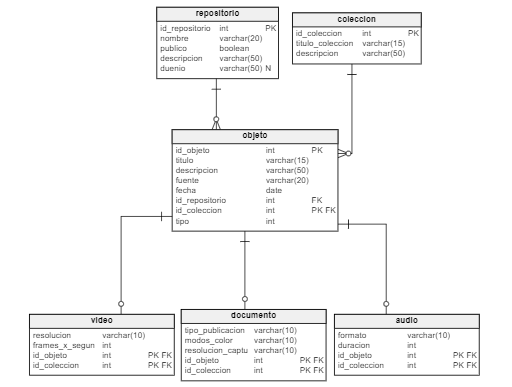 repositorio
id_repositorio int PK
nombre varchar(20)
publico boolean
descripcion varchar(50)
duenio varchar(50) N
coleccion
id_coleccion int PK
titulo_coleccion varchar(15)
descripcion varchar(50)
objeto
id_objeto int PK
titulo varchar(15)
descripcion varchar(50)
fuente varchar(20)
fecha date
id_repositorio int FK
id_coleccion int PK FK
tipo int
video
resolucion varchar(10)
frames_x_segun int
id_objeto int PK FK
id_coleccion int PK FK
documento
tipo_publicacion varchar(10)
modos_color varchar(10)
resolucion_captu varchar(10)
id_objeto int PK FK
id_coleccion int PK FK
audio
formato varchar(10)
duracion int
id_objeto int PK FK
id_coleccion int PK FK